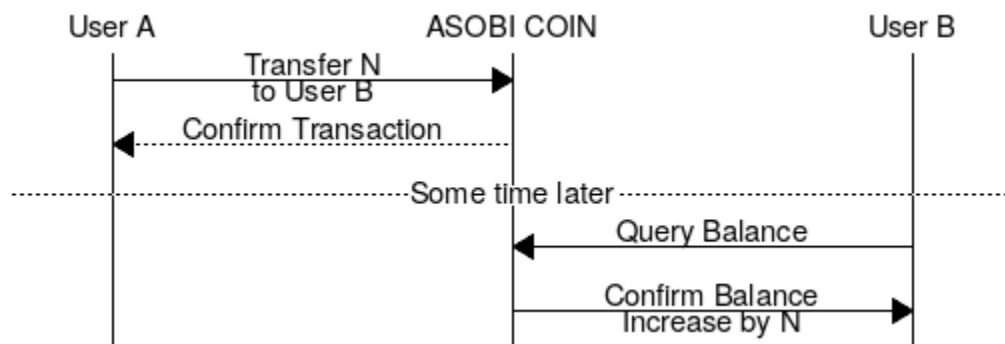 User A ASOBI COIN User B
Transfer N
to User B
Confirm Transaction
Some time later
Query Balance
Confirm Balance
Increase by N